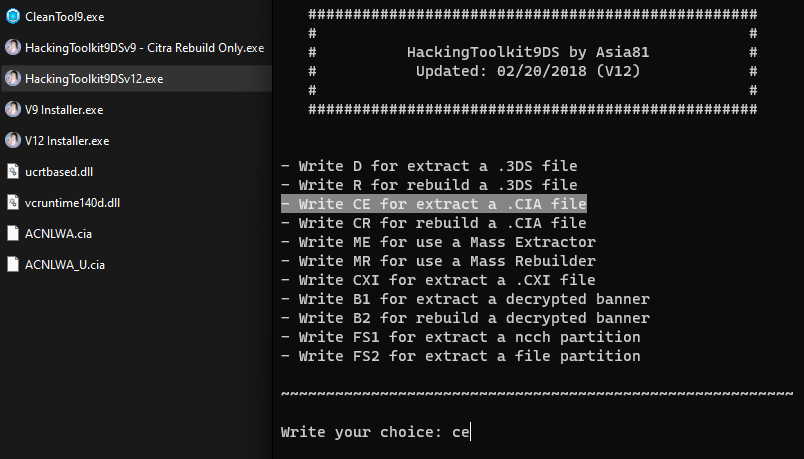 CleanTool9.exe
HackingToolkit9DSv9 - Citra Rebuild Only.exe
HackingToolkit9DSv12.exe
V9 Installer.exe
V12 Installer.exe
ucrtbased.dll
vcruntime140d.dll
ACNLWA.cia
ACNLWA_U.cia
##################################################
#                                                #
#          HackingToolkit9DS by Asia81           #
#           Updated: 02/20/2018 (V12)            #
#                                                #
##################################################
- Write D for extract a .3DS file
- Write R for rebuild a .3DS file
- Write CE for extract a .CIA file
- Write CR for rebuild a .CIA file
- Write ME for use a Mass Extractor
- Write MR for use a Mass Rebuilder
- Write CXI for extract a .CXI file
- Write B1 for extract a decrypted banner
- Write B2 for rebuild a decrypted banner
- Write FS1 for extract a ncch partition
- Write FS2 for extract a file partition
~~~~~~~~~~~~~~~~~~~~~~~~~~~~~~~~~~~~~~~~~~~~~~~~~~~~~~~~~
Write your choice: ce